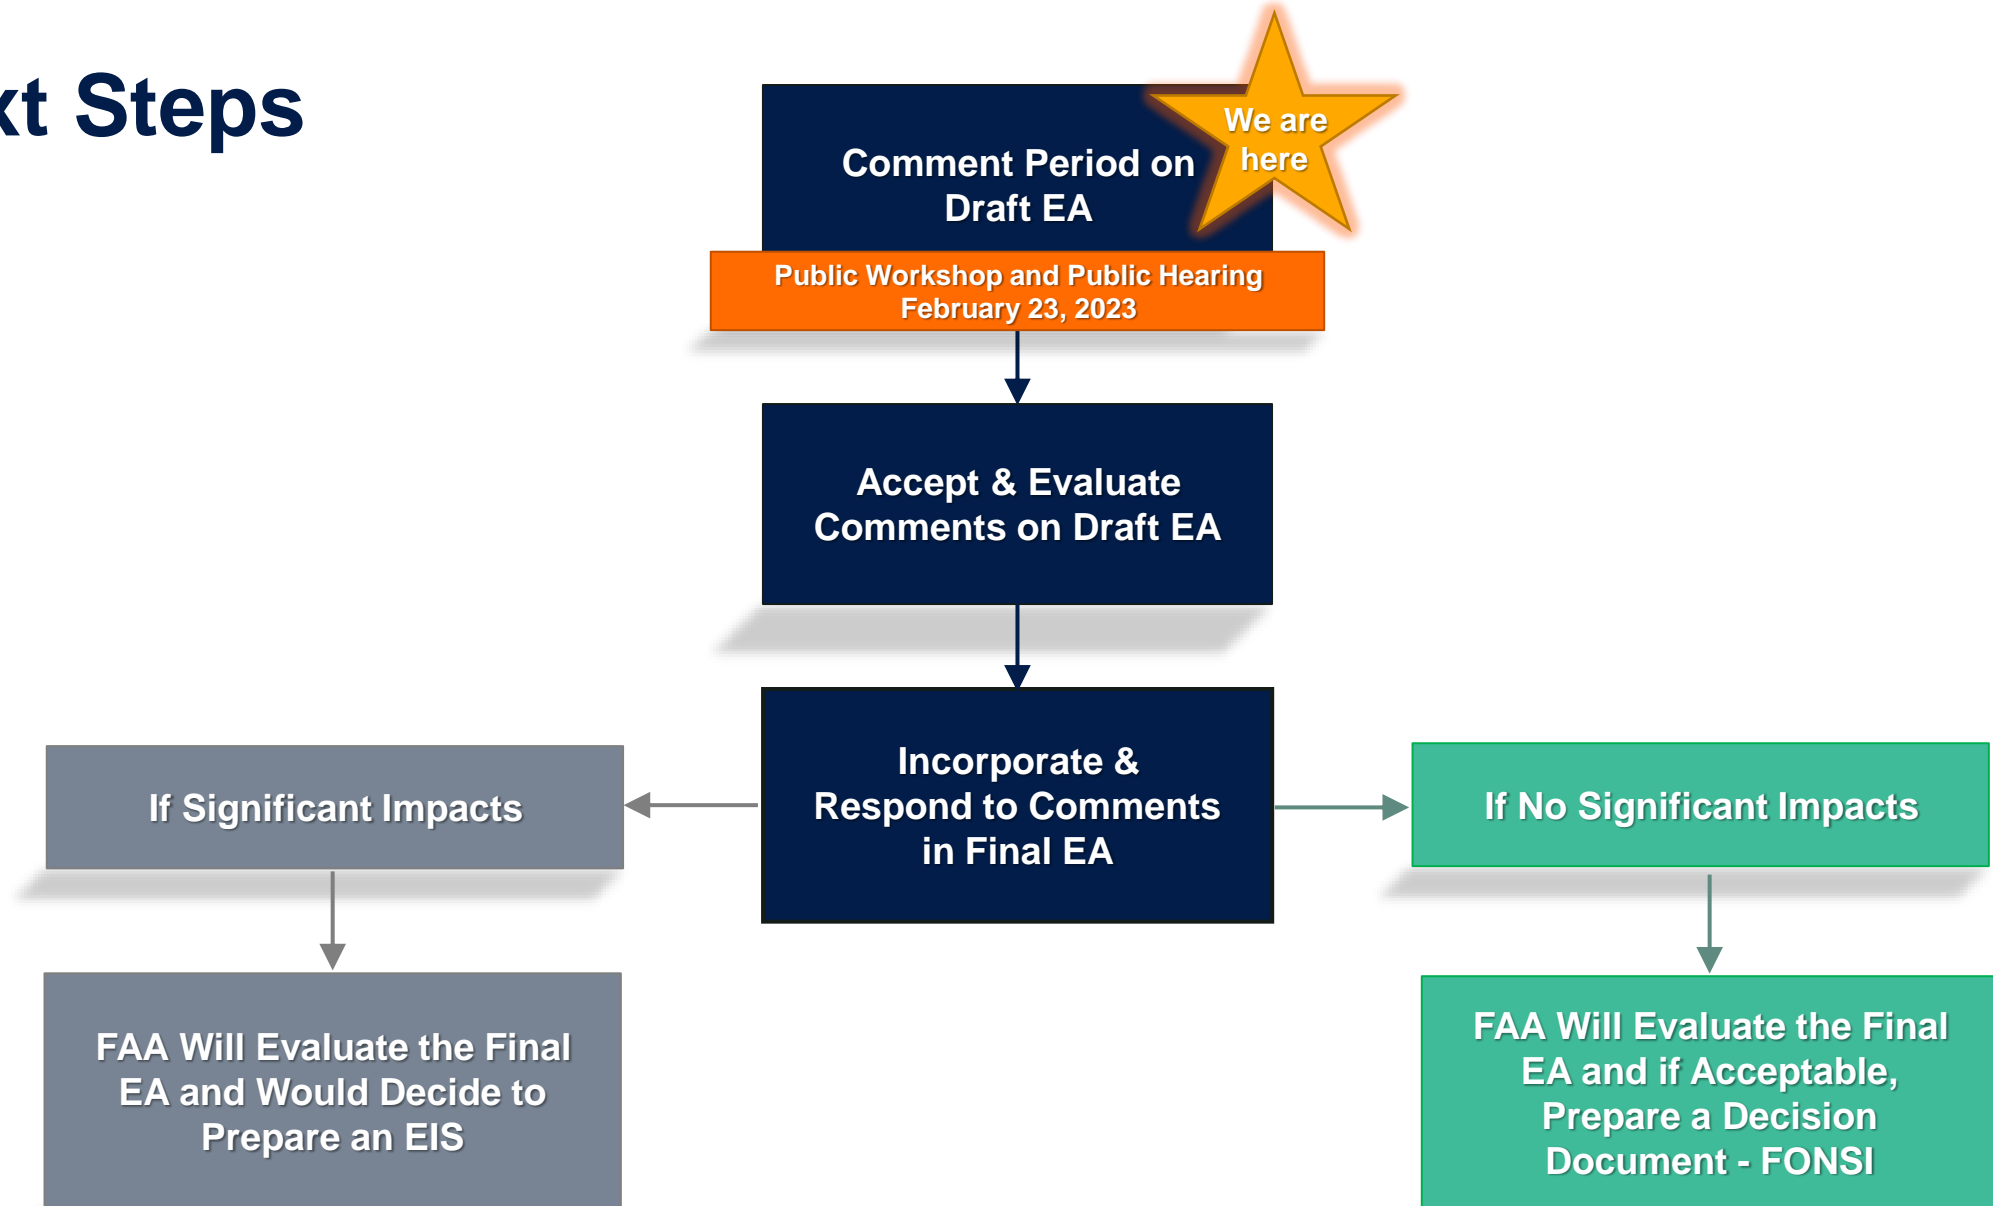 xt Steps
We are
here
Comment Period on
Draft EA
Public Workshop and Public Hearing
February 23, 2023
Accept & Evaluate
Comments on Draft EA
Incorporate &
Respond to Comments
in Final EA
If Significant Impacts
If No Significant Impacts
FAA Will Evaluate the Final
EA and Would Decide to
Prepare an EIS
FAA Will Evaluate the Final
EA and if Acceptable,
Prepare a Decision
Document - FONSI